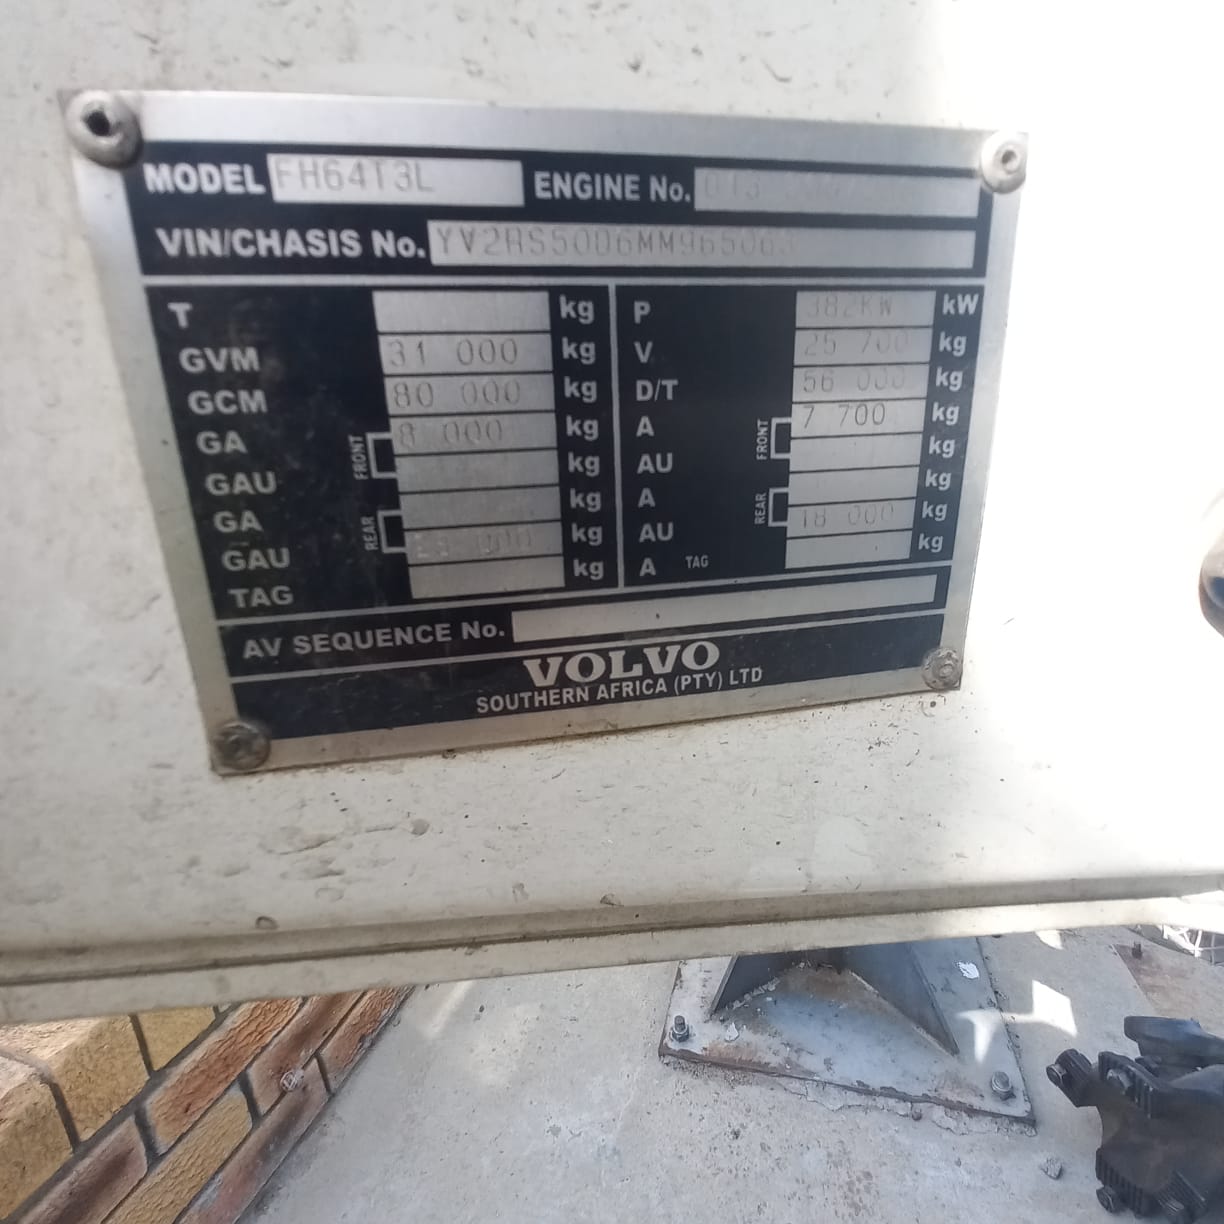 MODEL FH64T3L ENGINE No.
VIN/CHASIS No. YV2RS50D6MM965063
T kg P 382KW kW
GVM 31 000 kg V 25 700 kg
GCM 80 000 kg D/T 56 000 kg
GA FRONT 8 000 kg A FRONT 7 700 kg
GAU kg AU kg
GA REAR kg A REAR kg
GAU kg AU 18 000 kg
TAG kg A TAG kg
AV SEQUENCE No.
VOLVO
SOUTHERN AFRICA (PTY) LTD